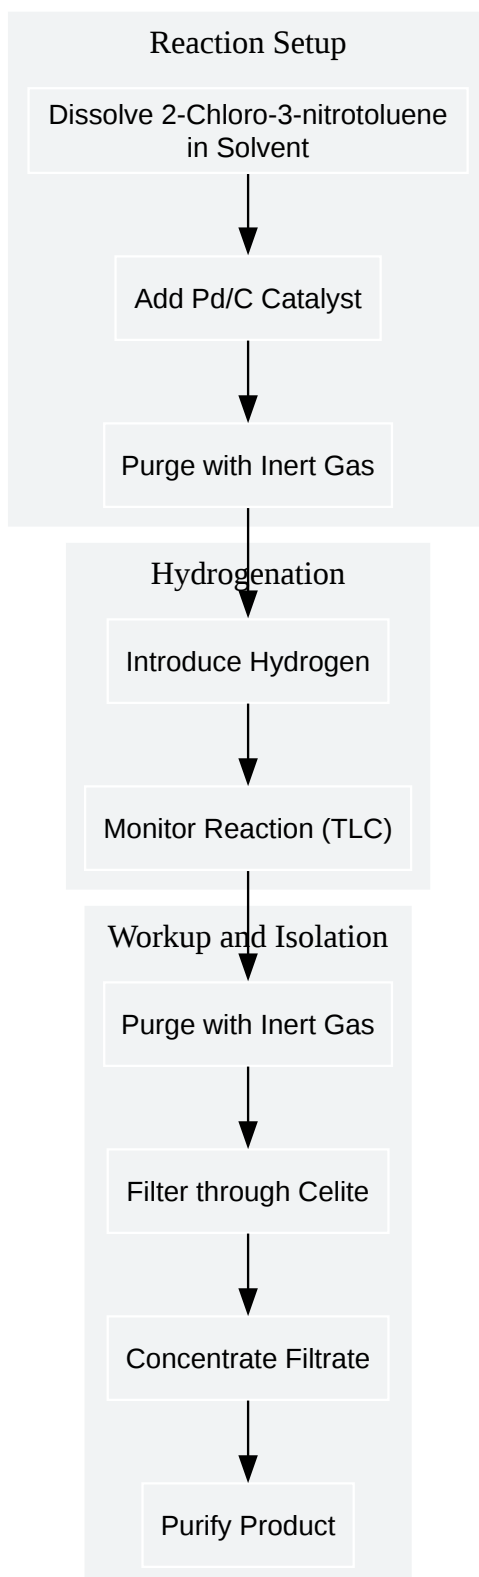 Reaction Setup
Dissolve 2-Chloro-3-nitrotoluene
in Solvent
Add Pd/C Catalyst
Purge with Inert Gas
Hydrogenation
Introduce Hydrogen
Monitor Reaction (TLC)
Workup and Isolation
Purge with Inert Gas
Filter through Celite
Concentrate Filtrate
Purify Product